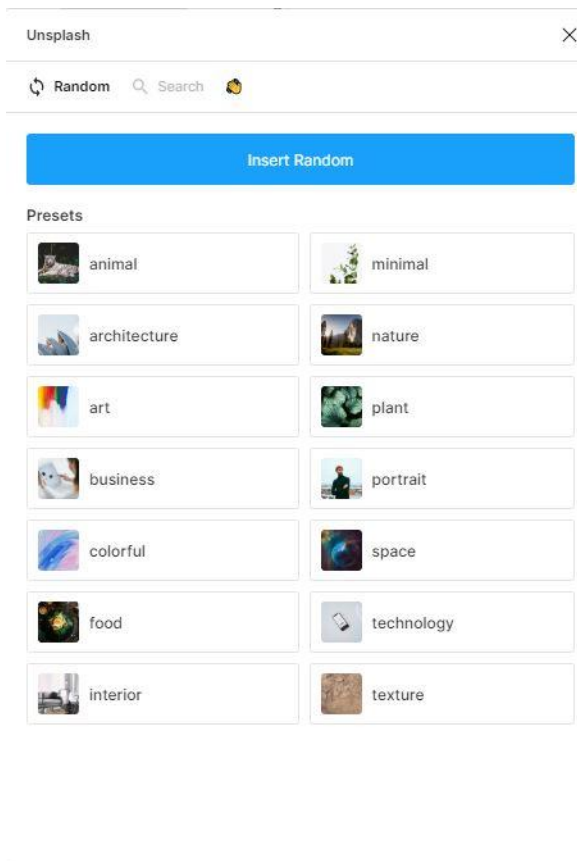 Unsplash
Random Search
Insert Random
Presets
animal minimal
architecture nature
art plant
business portrait
colorful space
food technology
interior texture